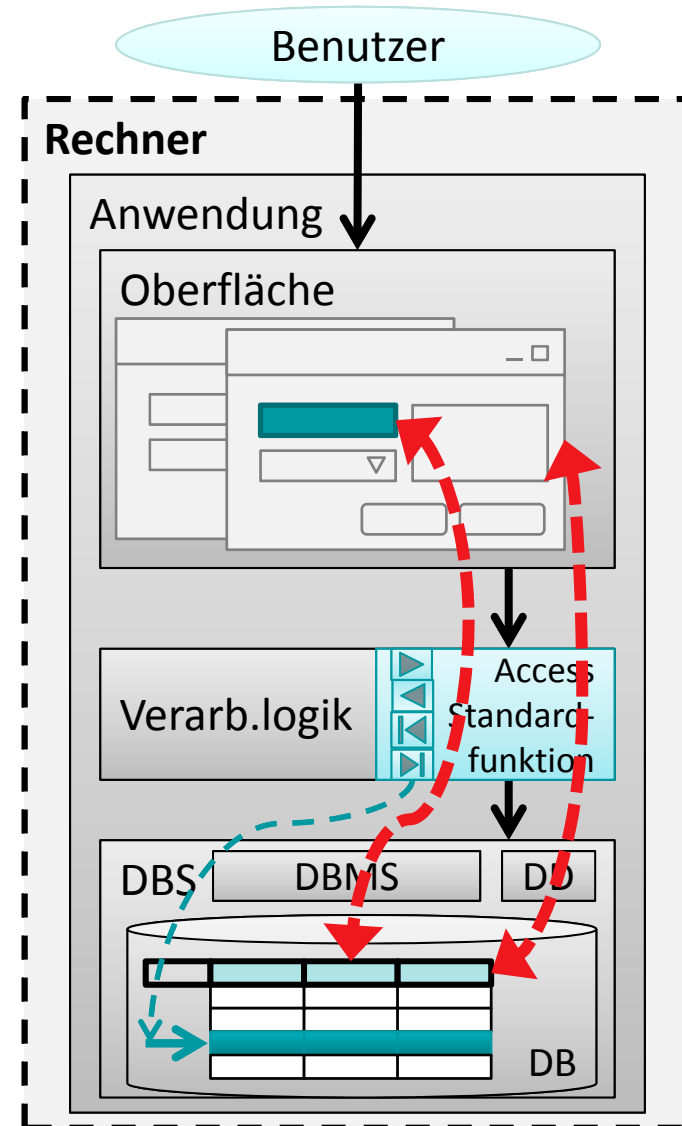 Benutzer
Rechner
Anwendung
Oberfläche
Verarb.logik
Access
Standard-
funktion
DBS
DBMS
DD
DB